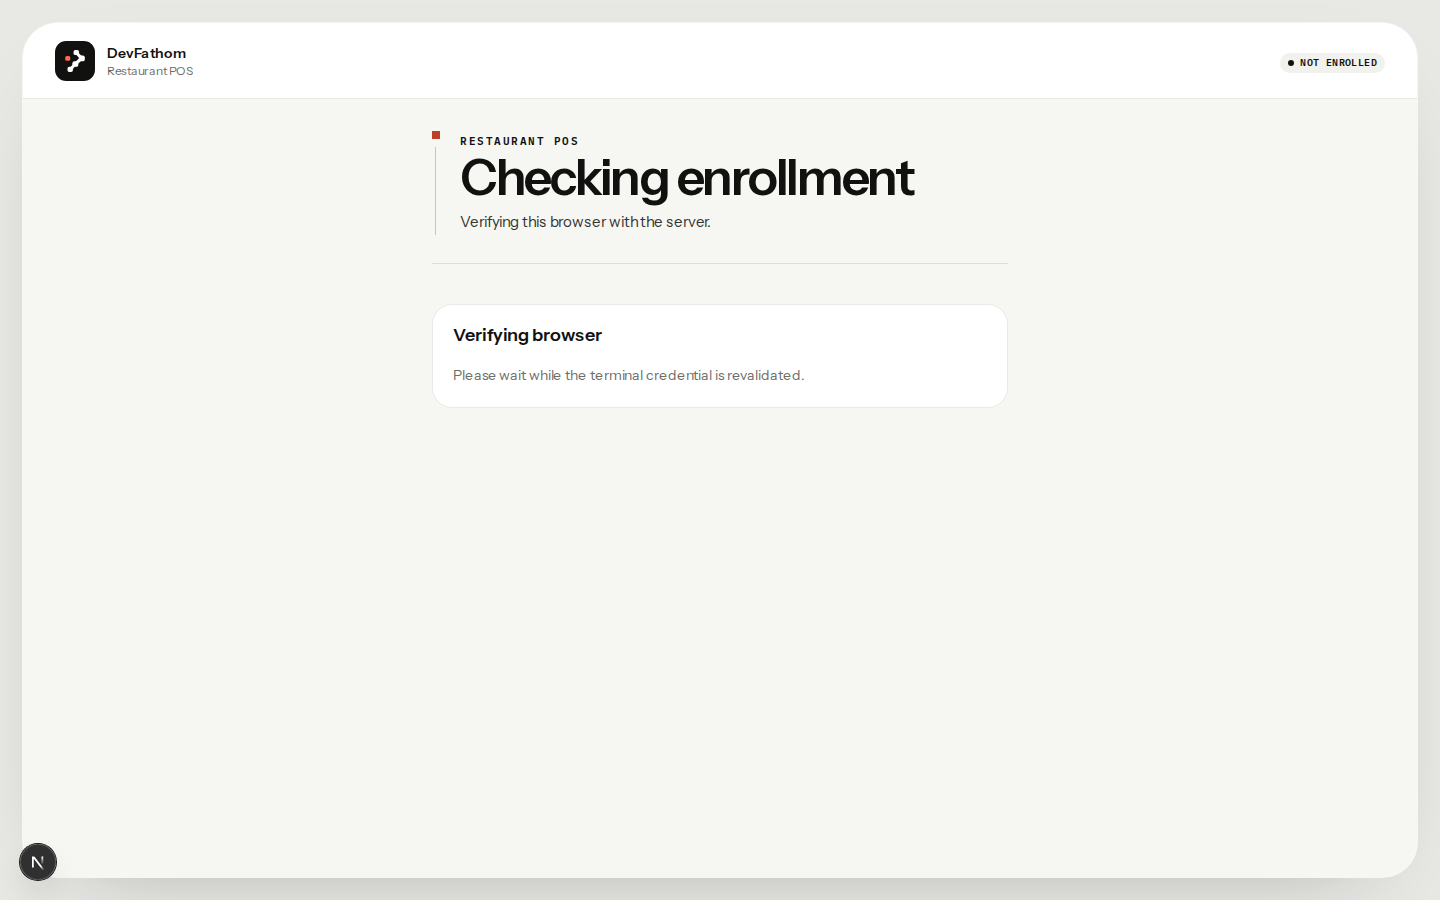 DevFathom
Restaurant POS
NOT ENROLLED
RESTAURANT POS
Checking enrollment
Verifying this browser with the server.
Verifying browser
Please wait while the terminal credential is revalidated.
N